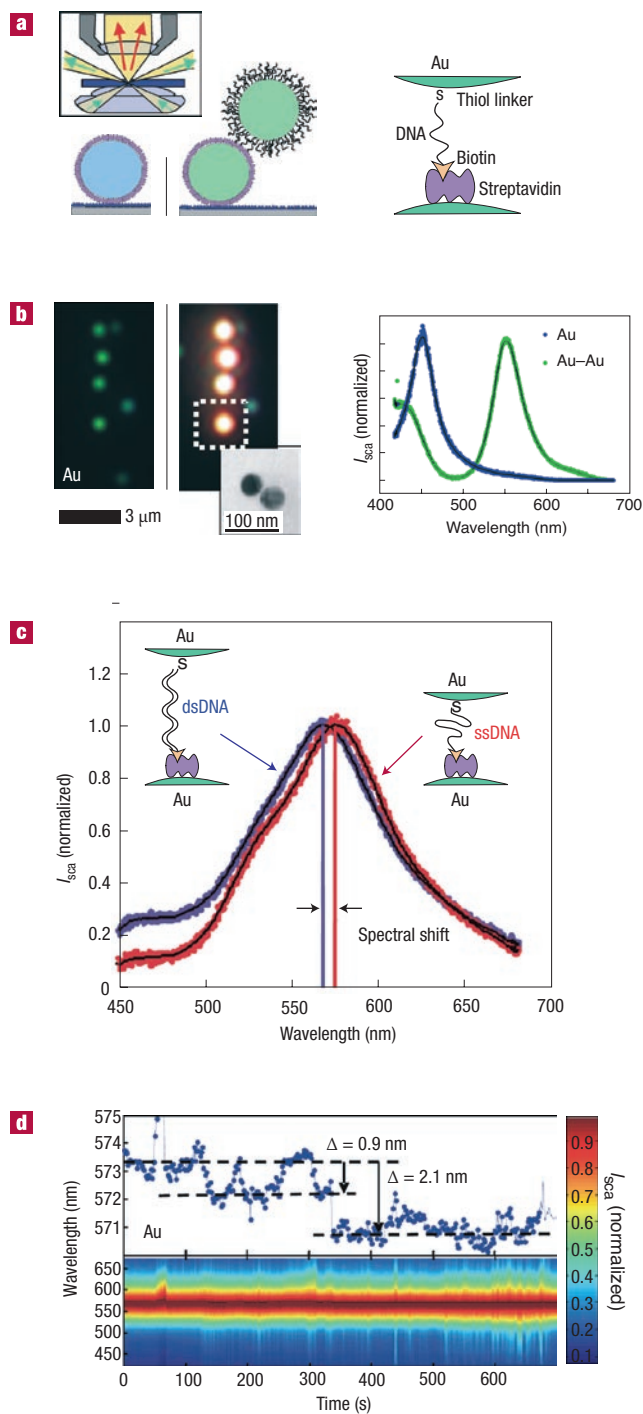 a
Au
S
Thiol linker
DNA
Biotin
Streptavidin
b
Au
3 μm
100 nm
Au
Au–Au
I sca (normalized)
400 500 600 700
Wavelength (nm)
c
Au
S
dsDNA
Au
Au
S
ssDNA
Au
1.2
1.0
0.8
0.6
0.4
0.2
0
I sca (normalized)
Spectral shift
450 500 550 600 650 700
Wavelength (nm)
d
575
574
573
572
571
Δ = 0.9 nm
Δ = 2.1 nm
Au
Wavelength (nm)
650
600
550
500
450
0 100 200 300 400 500 600
Time (s)
0.9
0.8
0.7
0.6
0.5
0.4
0.3
0.2
0.1
I sca (normalized)